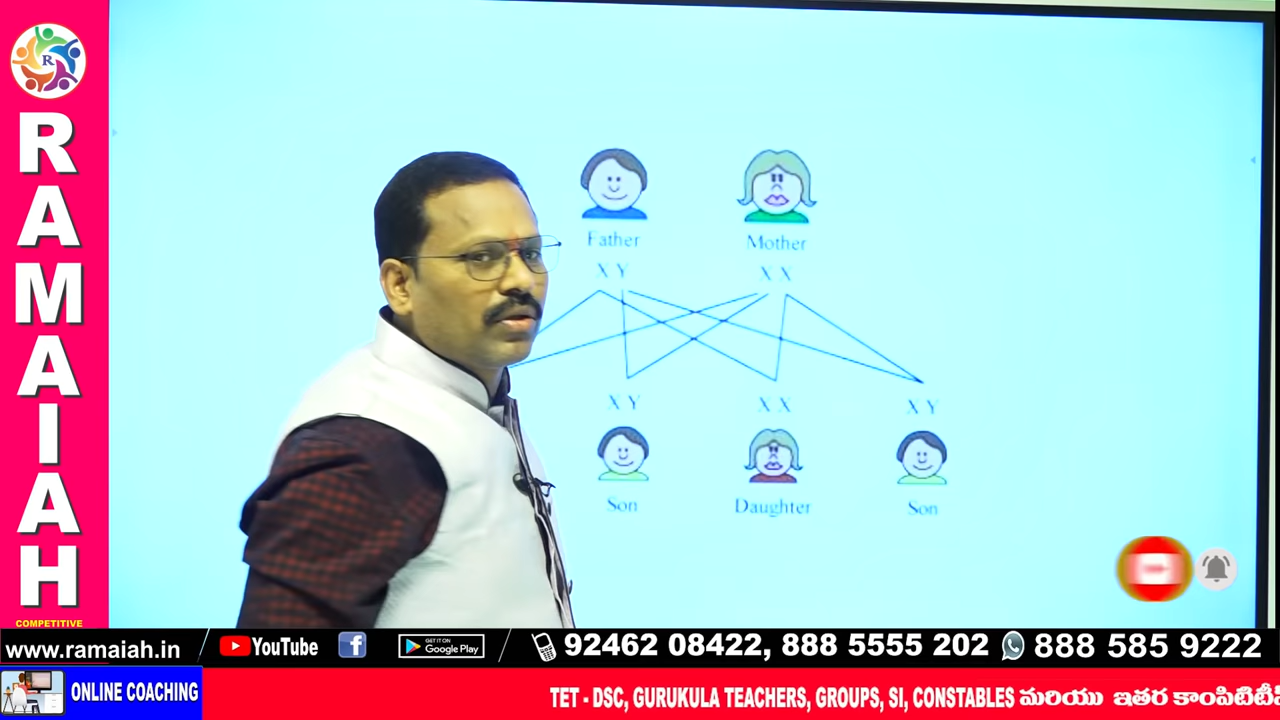 R
RAMAIAH
COMPETITIVE
Father Mother
X Y X X
X Y X X X Y
Son Daughter Son
www.ramaiah.in YouTube GET IT ON Google Play 92462 08422, 888 5555 202 888 585 9222
ONLINE COACHING
TET - DSC, GURUKULA TEACHERS, GROUPS, SI, CONSTABLES మరియు ఇతర